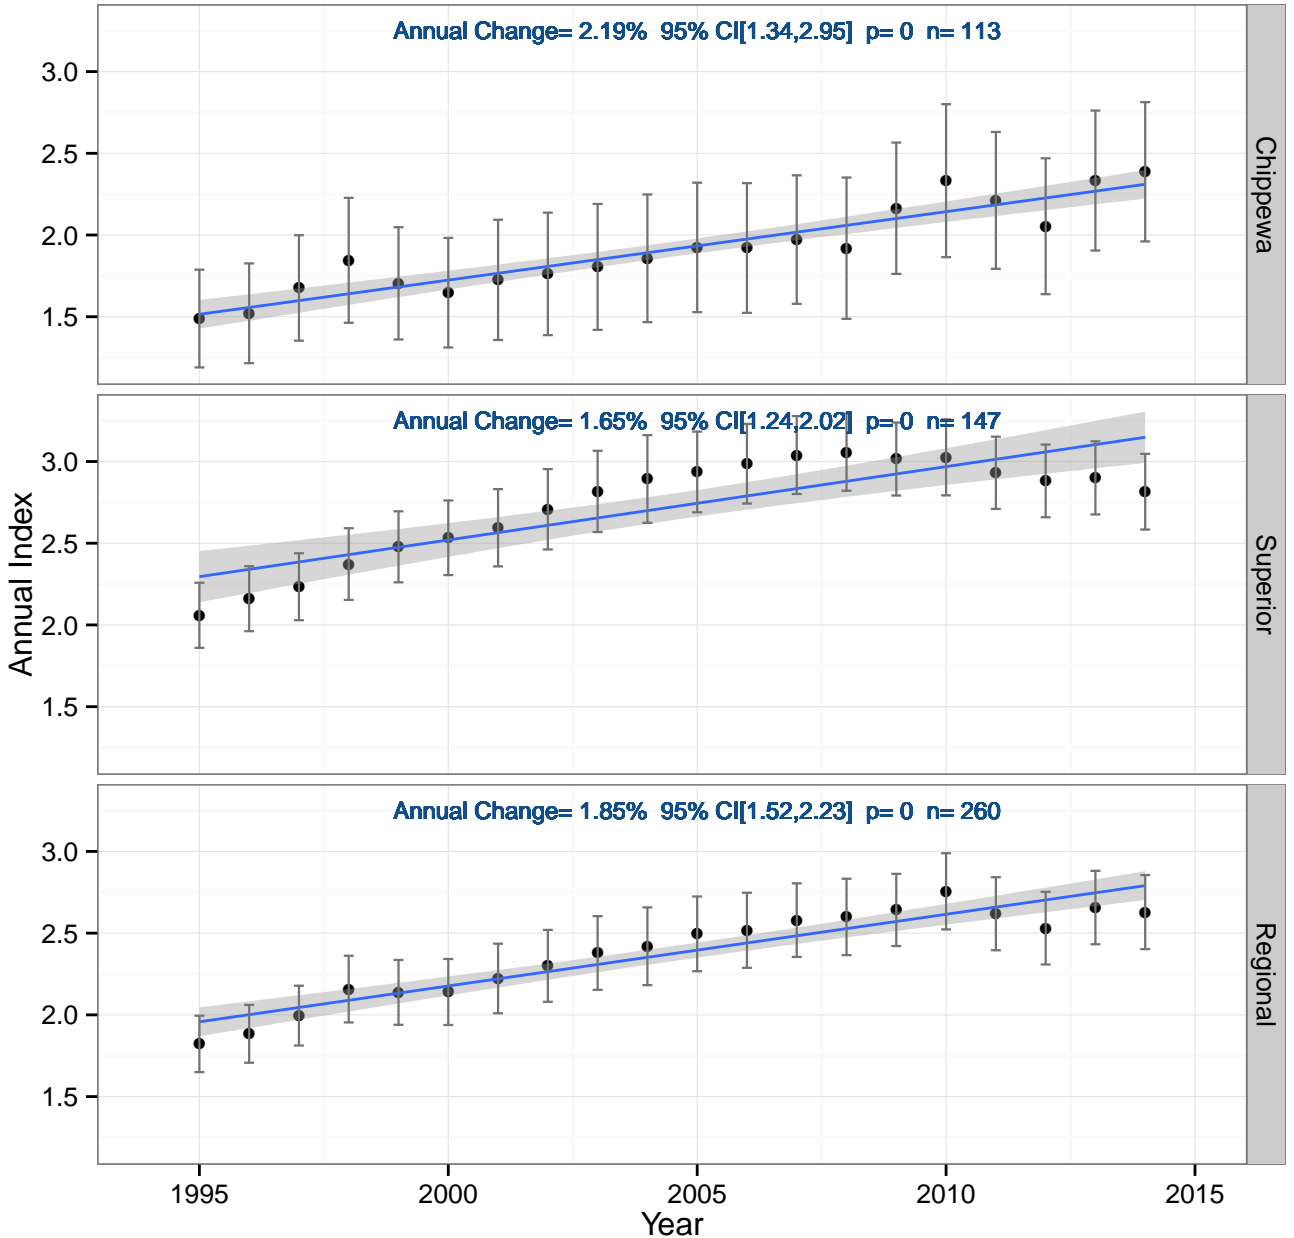 Annual Change= 2.19%  95% CI[1.34,2.95]  p= 0  n= 113
3.0
2.5
2.0
1.5
Chippewa
Annual Change= 1.65%  95% CI[1.24,2.02]  p= 0  n= 147
3.0
2.5
2.0
1.5
Superior
Annual Index
Annual Change= 1.85%  95% CI[1.52,2.23]  p= 0  n= 260
3.0
2.5
2.0
1.5
Regional
1995 2000 2005 2010 2015
Year